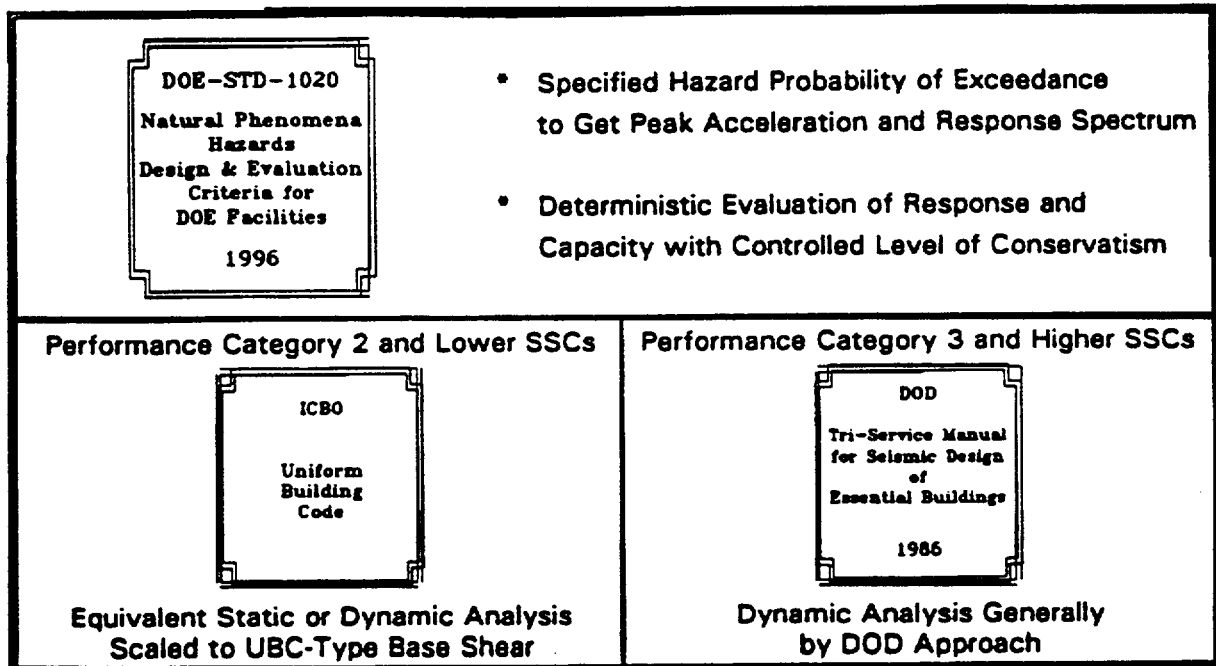 DOE-STD-1020
Natural Phenomena
Hazards
Design & Evaluation
Criteria for
DOE Facilities
1996
* Specified Hazard Probability of Exceedance
to Get Peak Acceleration and Response Spectrum
* Deterministic Evaluation of Response and
Capacity with Controlled Level of Conservatism
Performance Category 2 and Lower SSCs
ICBO
Uniform
Building
Code
Equivalent Static or Dynamic Analysis
Scaled to UBC-Type Base Shear
Performance Category 3 and Higher SSCs
DOD
Tri-Service Manual
for Seismic Design
of
Essential Buildings
1986
Dynamic Analysis Generally
by DOD Approach